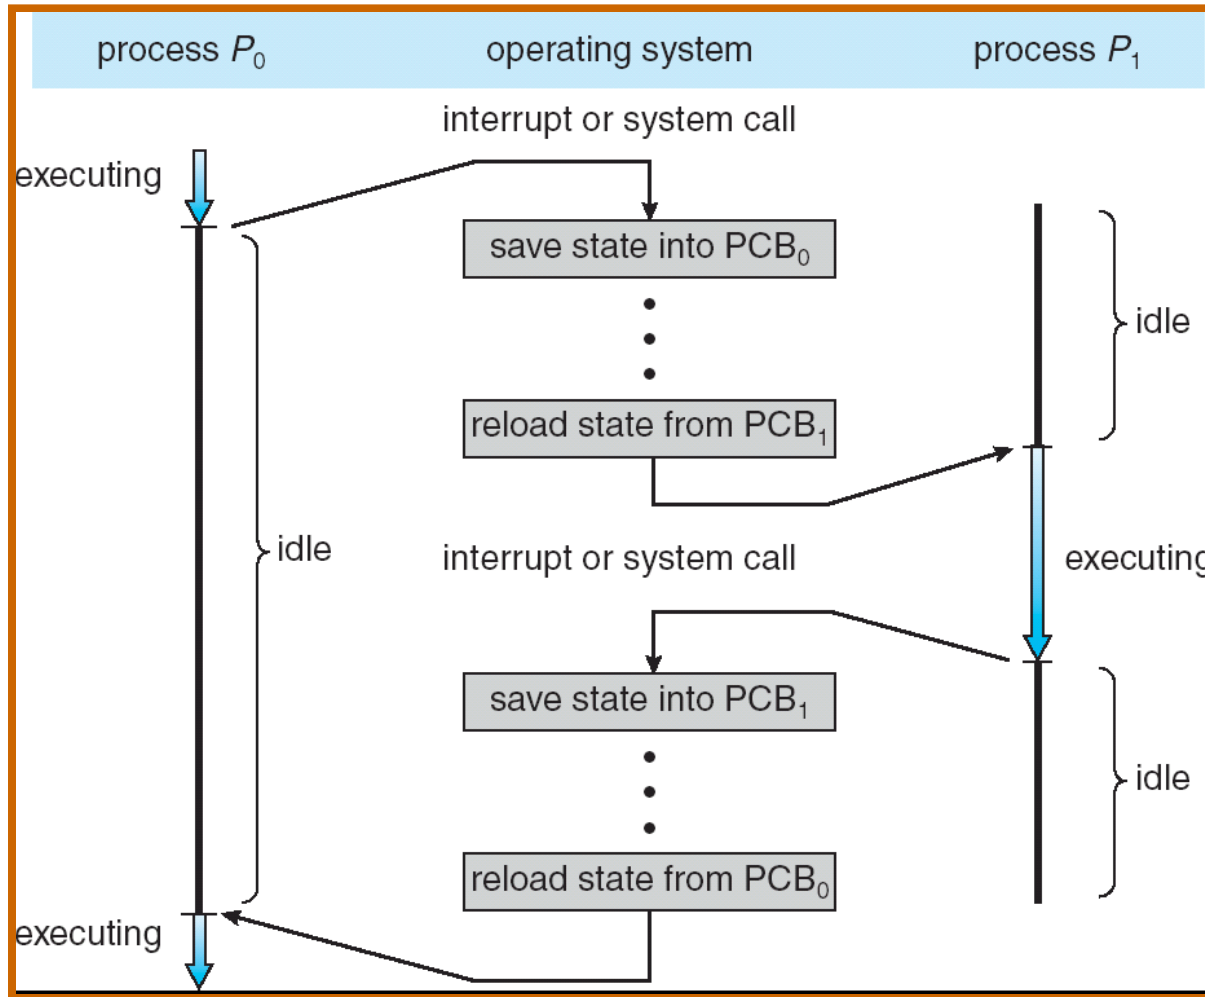 process P₀ operating system process P₁
interrupt or system call
executing
save state into PCB₀
idle
reload state from PCB₁
idle
interrupt or system call
executing
save state into PCB₁
idle
reload state from PCB₀
executing